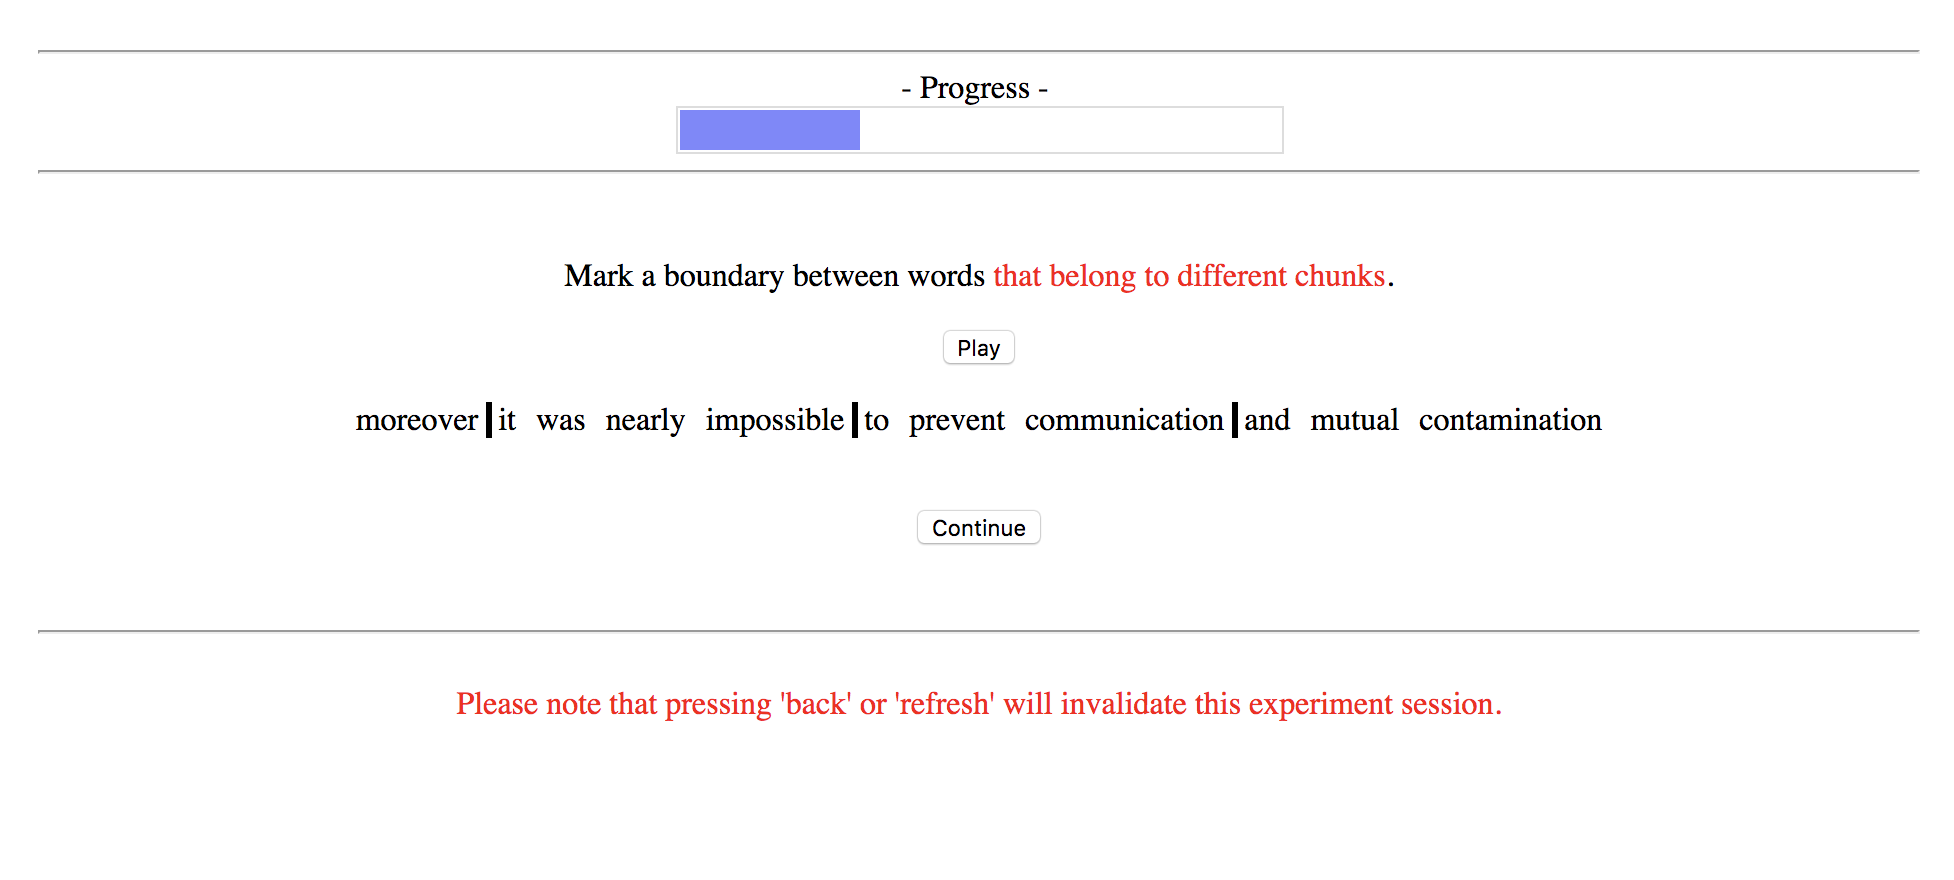 - Progress -
Mark a boundary between words that belong to different chunks.
Play
moreover it was nearly impossible to prevent communication and mutual contamination
Continue
Please note that pressing 'back' or 'refresh' will invalidate this experiment session.